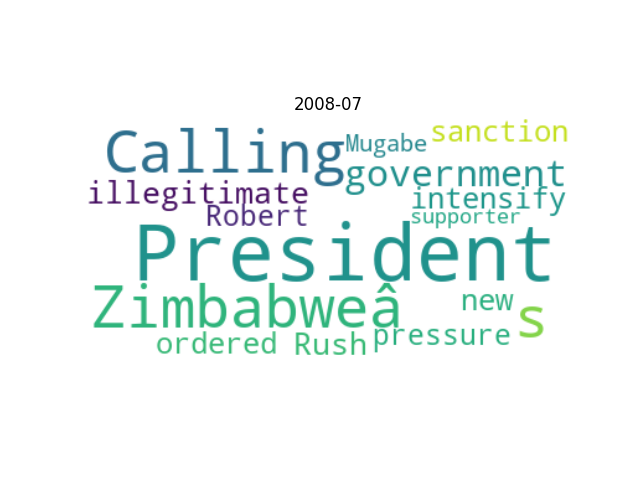 2008-07
Calling Mugabe sanction
government
illegitimate intensify
Robert supporter
President
Zimbabweâ new s
ordered Rush pressure